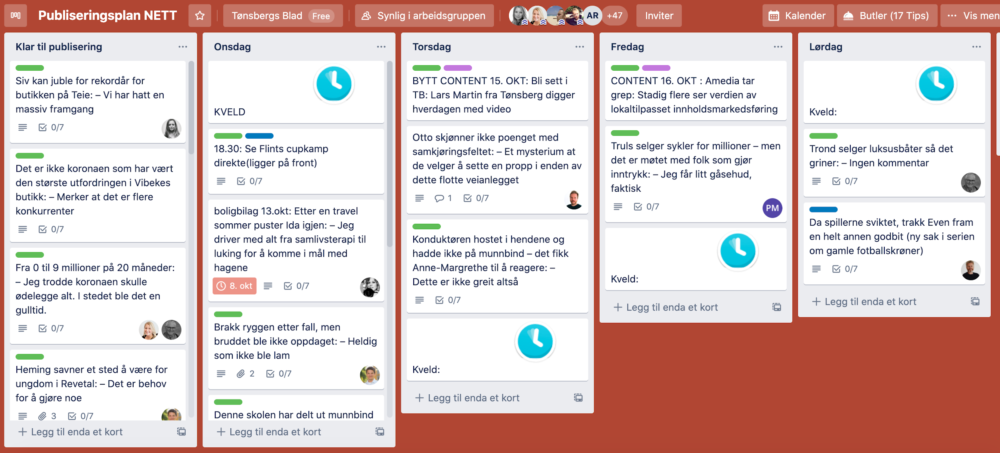 Publiseringsplan NETT
Tønsbergs Blad Free
Synlig i arbeidsgruppen
AR
+47
Inviter
Kalender
Butler (17 Tips)
Vis men
Klar til publisering
Siv kan juble for rekordår for
butikken på Teie: – Vi har hatt en
massiv framgang
0/7
Det er ikke koronaen som har vært
den største utfordringen i Vibekes
butikk: – Merker at det er flere
konkurrenter
0/7
Fra 0 til 9 millioner på 20 måneder:
– Jeg trodde koronaen skulle
ødelegge alt. I stedet ble det en
gulltid.
0/7
Heming savner et sted å være for
ungdom i Revetal: – Det er behov
for å gjøre noe
3 0/7
+ Legg til enda et kort
Onsdag
KVELD
18.30: Se Flints cupkamp
direkte(ligger på front)
0/7
boligbilag 13.okt: Etter en travel
sommer puster Ida igjen: – Jeg
driver med alt fra samlivsterapi til
luking for å komme i mål med
hagene
8. okt 0/7
Brakk ryggen etter fall, men
bruddet ble ikke oppdaget: – Heldig
som ikke ble lam
2 0/7
Denne skolen har delt ut munnbind
+ Legg til enda et kort
Torsdag
BYTT CONTENT 15. OKT: Bli sett i
TB: Lars Martin fra Tønsberg digger
hverdagen med video
Otto skjønner ikke poenget med
samkjøringsfeltet: – Et mysterium at
de velger å sette en propp i enden av
dette flotte veianlegget
1 0/7
Konduktøren hostet i hendene og
hadde ikke på munnbind – det fikk
Anne-Margrethe til å reagere: –
Dette er ikke greit altså
0/7
Kveld:
+ Legg til enda et kort
Fredag
CONTENT 16. OKT : Amedia tar
grep: Stadig flere ser verdien av
lokaltilpasset innholdsmarkedsføring
Truls selger sykler for millioner – men
det er møtet med folk som gjør
inntrykk: – Jeg får litt gåsehud,
faktisk
0/7
PM
Kveld:
+ Legg til enda et kort
Lørdag
Kveld:
Trond selger luksusbåter så det
griner: – Ingen kommentar
0/7
Da spillerne sviktet, trakk Even fram
en helt annen godbit (ny sak i serien
om gamle fotballskrøner)
0/7
+ Legg til enda et kort